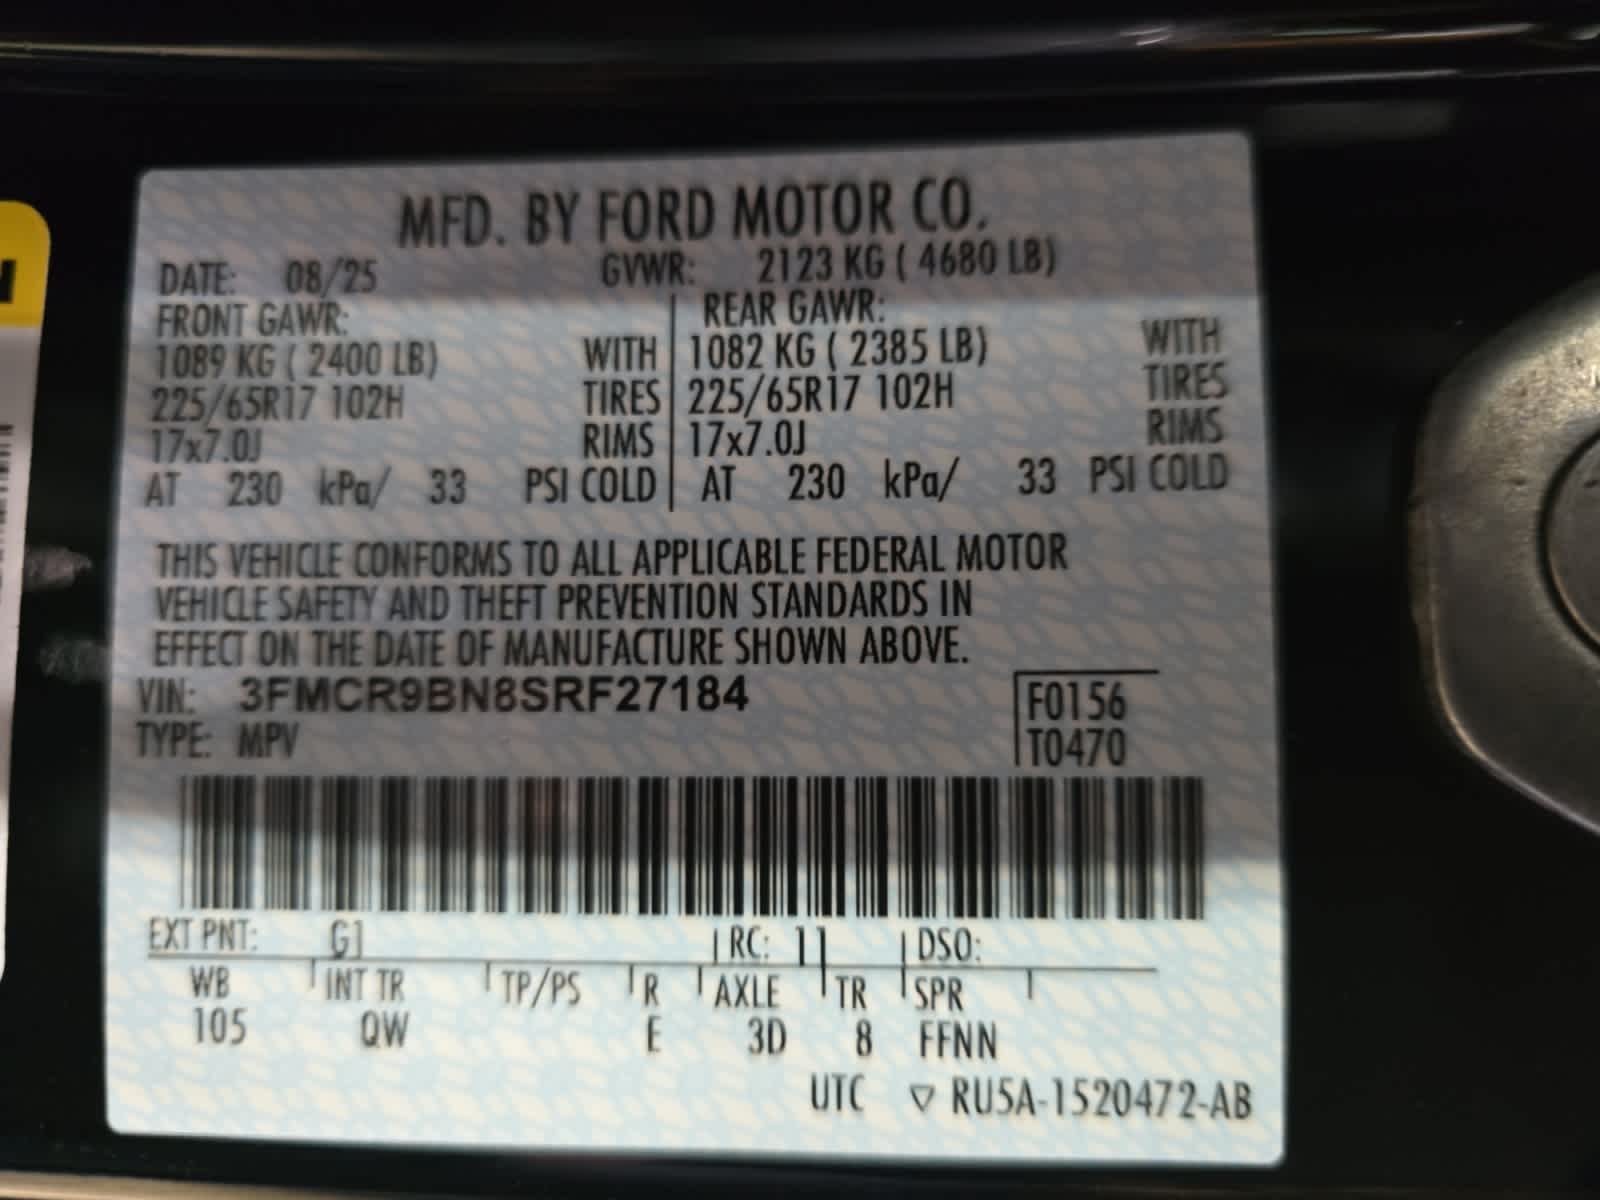 MFD. BY FORD MOTOR CO.
DATE: 08/25 GVWR: 2123 KG ( 4680 LB)
FRONT GAWR: REAR GAWR:
1089 KG ( 2400 LB) WITH 1082 KG ( 2385 LB) WITH
225/65R17 102H TIRES 225/65R17 102H TIRES
17x7.0J RIMS 17x7.0J RIMS
AT 230 kPa/ 33 PSI COLD AT 230 kPa/ 33 PSI COLD
THIS VEHICLE CONFORMS TO ALL APPLICABLE FEDERAL MOTOR
VEHICLE SAFETY AND THEFT PREVENTION STANDARDS IN
EFFECT ON THE DATE OF MANUFACTURE SHOWN ABOVE.
VIN: 3FMCR9BN8SRF27184 F0156
TYPE: MPV T0470
EXT PNT: G1 RC: 11 DSO:
WB INT TR TP/PS R AXLE TR SPR
105 QW E 3D 8 FFNN
UTC ▽ RU5A-1520472-AB